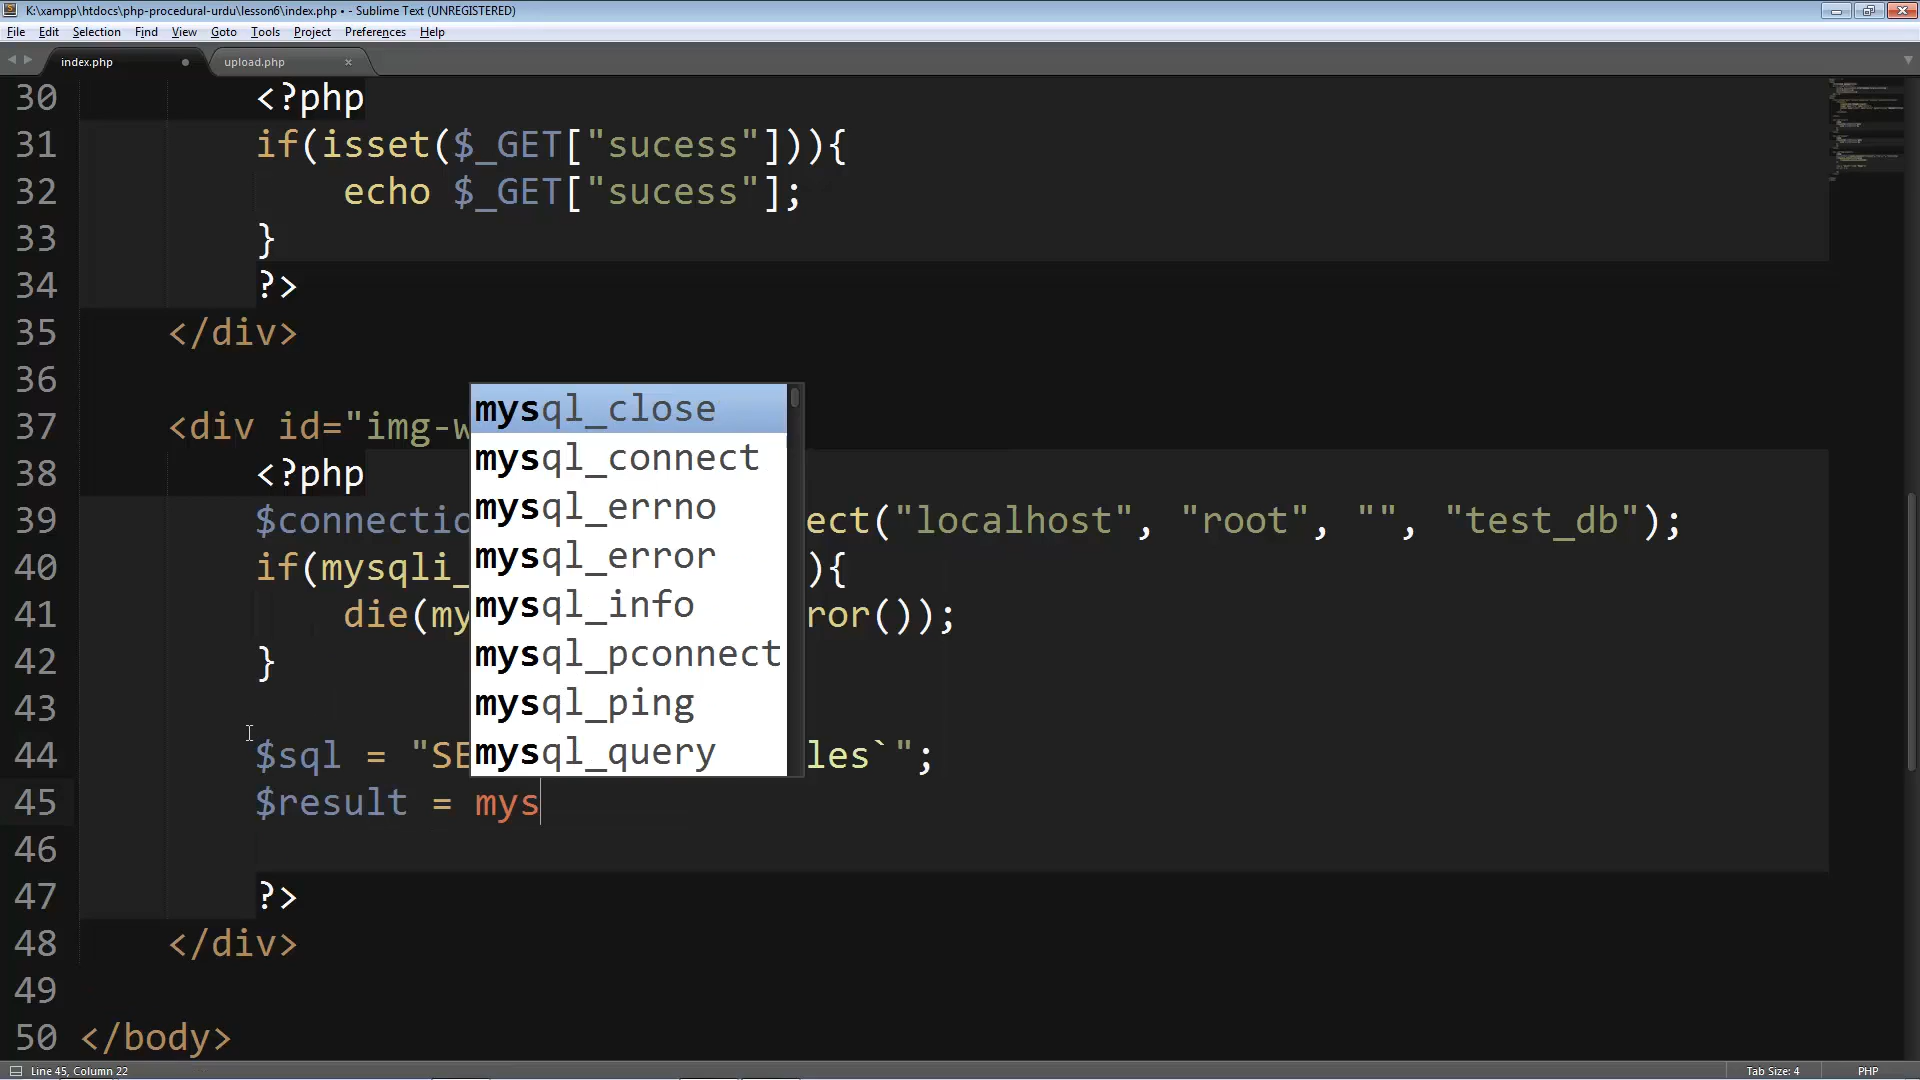 K:\xampp\htdocs\php-procedural-urdu\lesson6\index.php • - Sublime Text (UNREGISTERED)
File Edit Selection Find View Goto Tools Project Preferences Help
index.php upload.php
30 <?php
31 if(isset($_GET["sucess"])){
32 echo $_GET["sucess"];
33 }
34 ?>
35 </div>
36
37 <div id="img-w
38 <?php
39 $connectio ect("localhost", "root", "", "test_db");
40 if(mysqli_ ){
41 die(my ror());
42 }
43
44 $sql = "SE les`";
45 $result = mys
46
47 ?>
48 </div>
49
50 </body>
mysql_close
mysql_connect
mysql_errno
mysql_error
mysql_info
mysql_pconnect
mysql_ping
mysql_query
Line 45, Column 22 Tab Size: 4 PHP